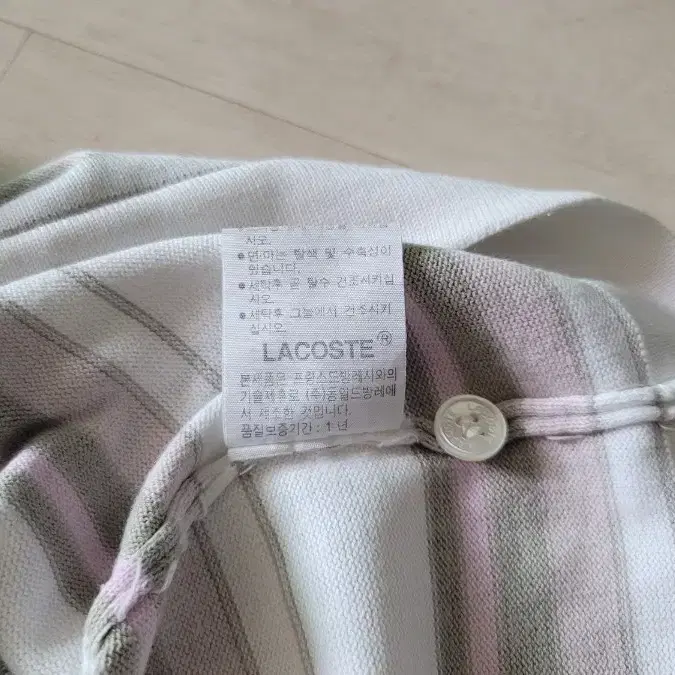 시오.
● 면·마는 탈색 및 수축성이
있습니다.
● 세탁후 곧 탈수 건조시키십
시오.
● 세탁후 그늘에서 건조시키
십시오.
LACOSTE®
본제품은 프랑스드방레사와의
기술제휴로 (주)동일드방레에
서 제조한 것입니다.
품질보증기간 : 1 년